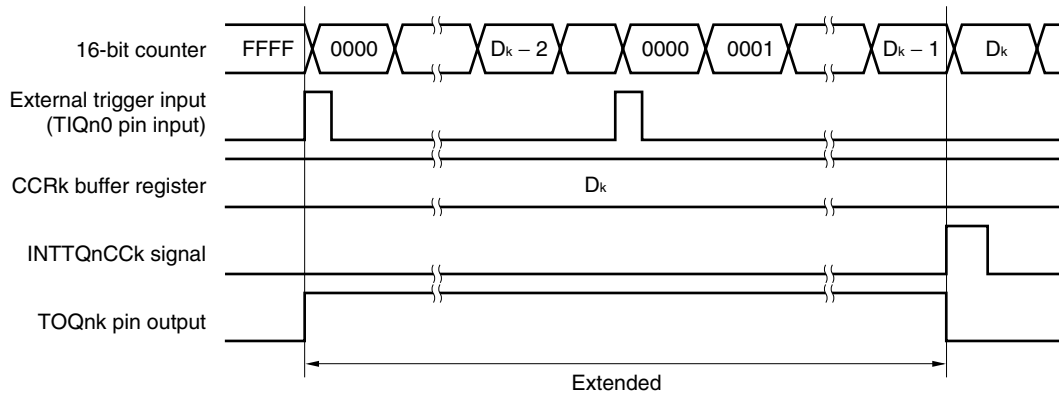 16-bit counter FFFF 0000 Dk − 2 0000 0001 Dk − 1 Dk
External trigger input
(TIQn0 pin input)
CCRk buffer register Dk
INTTQnCCk signal
TOQnk pin output
Extended